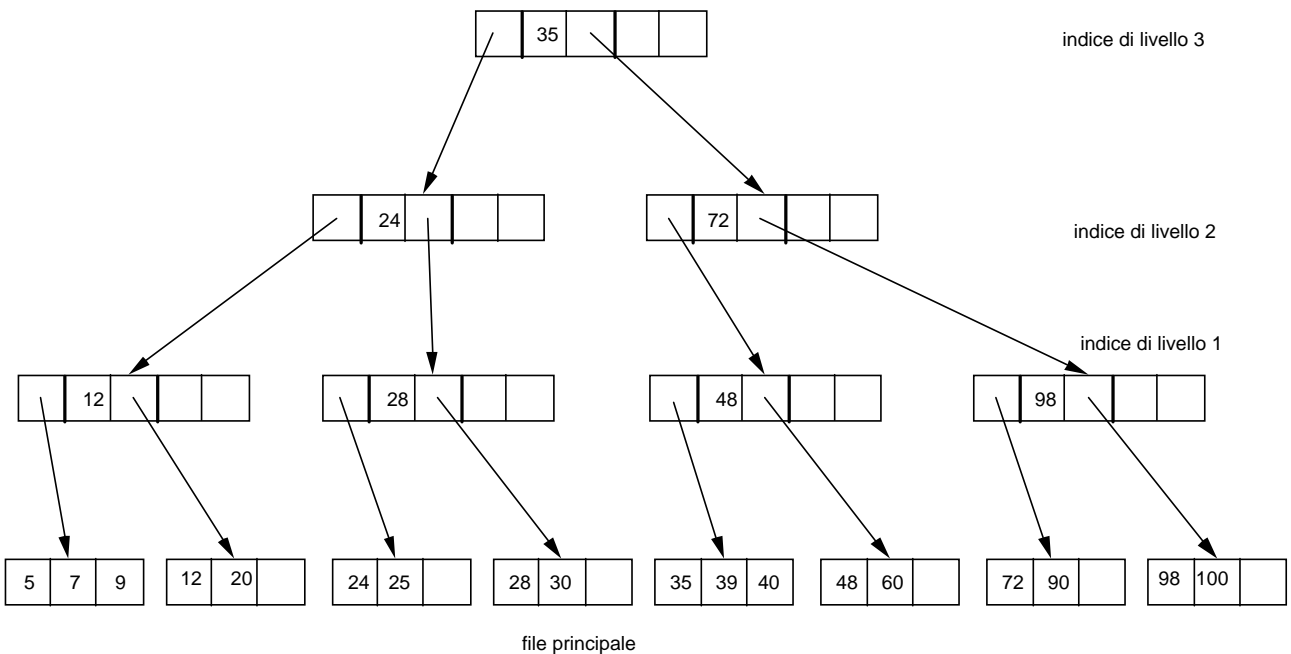 35
indice di livello 3
24
72
indice di livello 2
indice di livello 1
12
28
48
98
5 7 9
12 20
24 25
28 30
35 39 40
48 60
72 90
98 100
file principale